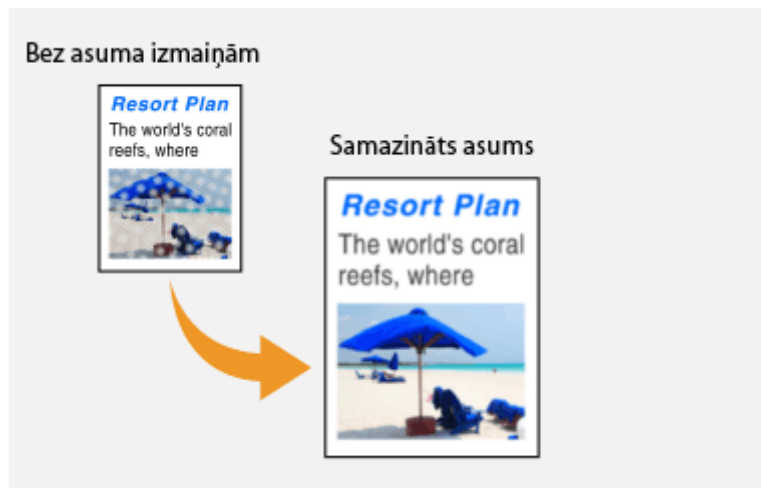 Bez asuma izmaiņām
Resort Plan
The world's coral
reefs, where
Samazināts asums
Resort Plan
The world's coral
reefs, where